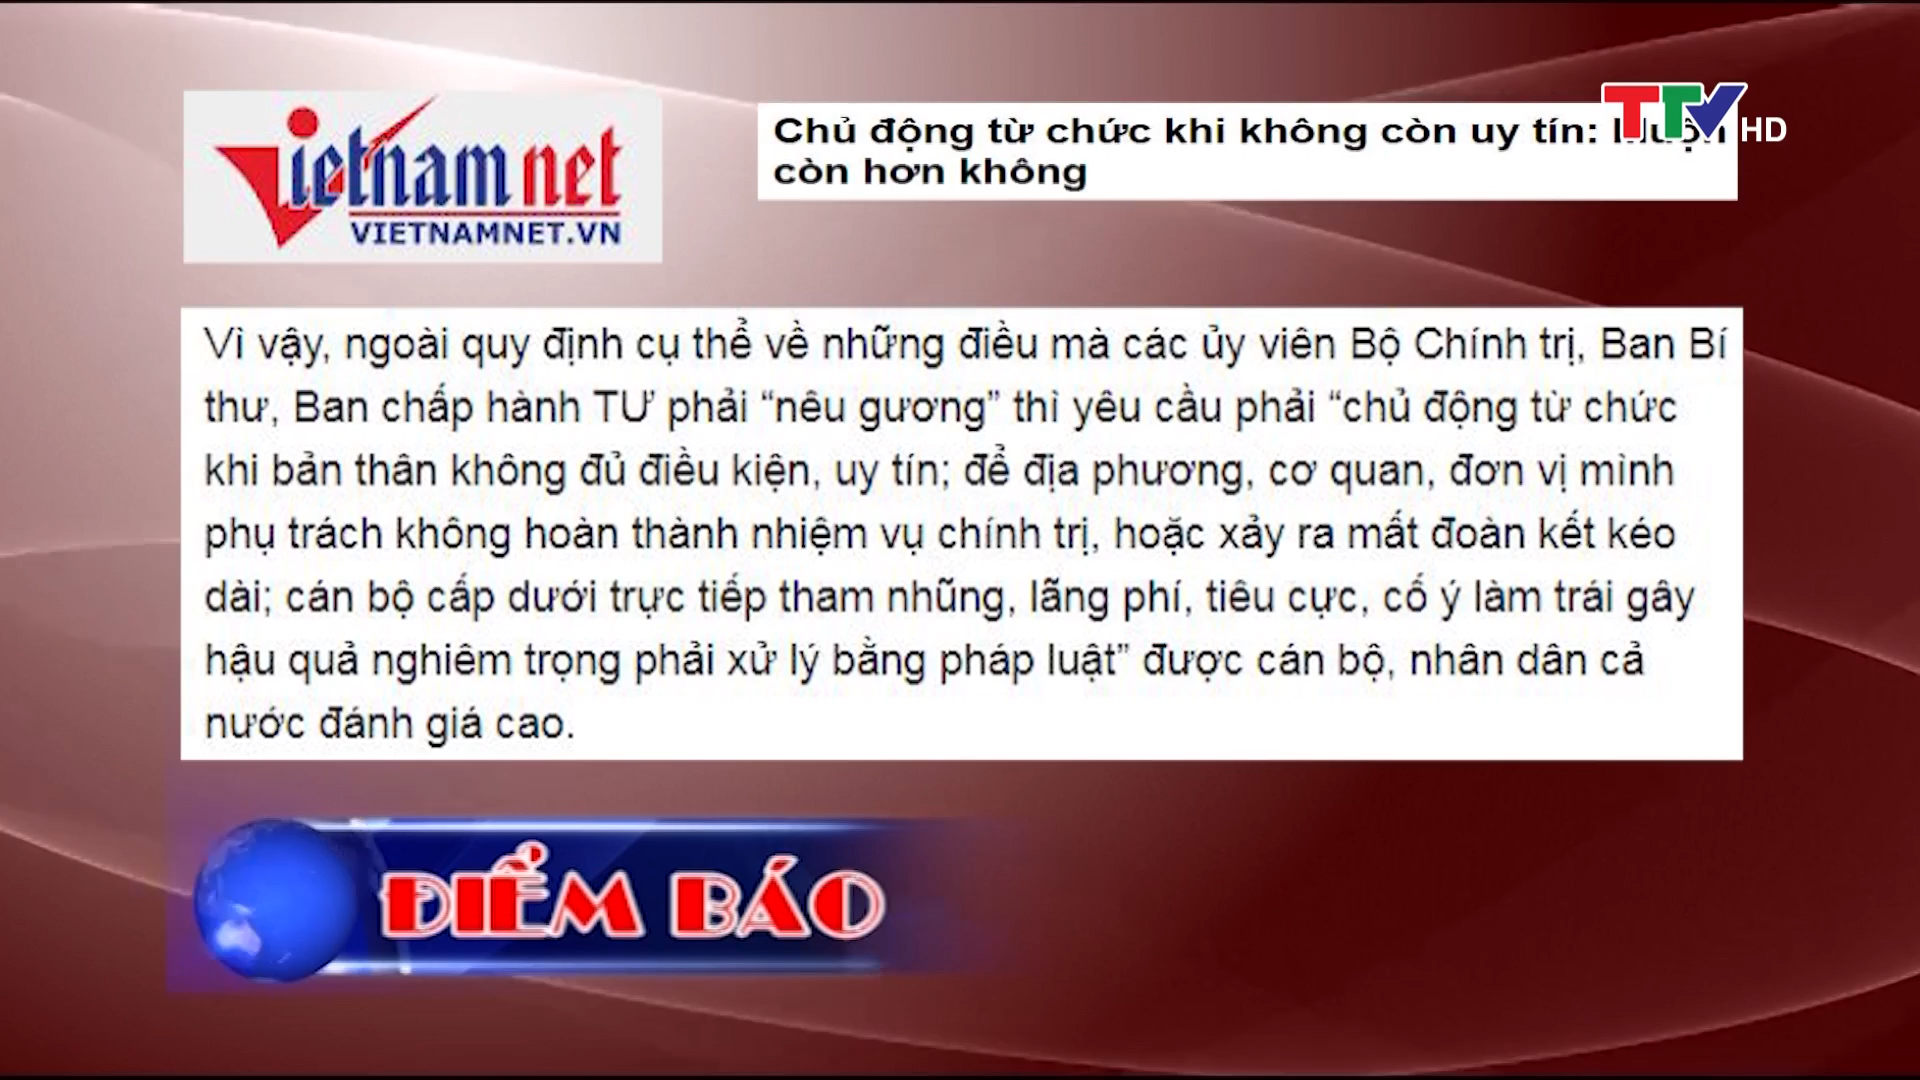 Vietnam net
VIETNAMNET.VN
Chủ động từ chức khi không còn uy tín:
còn hơn không
TTV HD
Vì vậy, ngoài quy định cụ thể về những điều mà các ủy viên Bộ Chính trị, Ban Bí
thư, Ban chấp hành TƯ phải “nêu gương” thì yêu cầu phải “chủ động từ chức
khi bản thân không đủ điều kiện, uy tín; để địa phương, cơ quan, đơn vị mình
phụ trách không hoàn thành nhiệm vụ chính trị, hoặc xảy ra mất đoàn kết kéo
dài; cán bộ cấp dưới trực tiếp tham nhũng, lãng phí, tiêu cực, cố ý làm trái gây
hậu quả nghiêm trọng phải xử lý bằng pháp luật” được cán bộ, nhân dân cả
nước đánh giá cao.
ĐIỂM BÁO